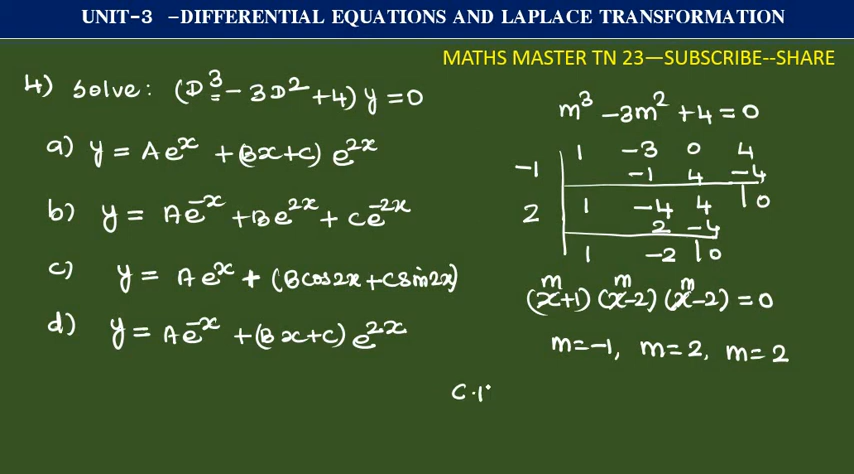 UNIT-3 –DIFFERENTIAL EQUATIONS AND LAPLACE TRANSFORMATION
MATHS MASTER TN 23—SUBSCRIBE--SHARE
4) Solve: (D³ - 3D² + 4) y = 0
a) y = Ae^x + (Bx+C) e^2x
b) y = Ae^-x + Be^2x + Ce^-2x
c) y = Ae^x + (Bcos2x + Csin2x)
d) y = Ae^-x + (Bx+C) e^2x
m³ - 3m² + 4 = 0
1 -3 0 4
-1 -1 4 -4
2 1 -4 4 0
2 -4
1 -2 0
m m m
(x+1) (x-2) (x-2) = 0
m=-1, m=2, m=2